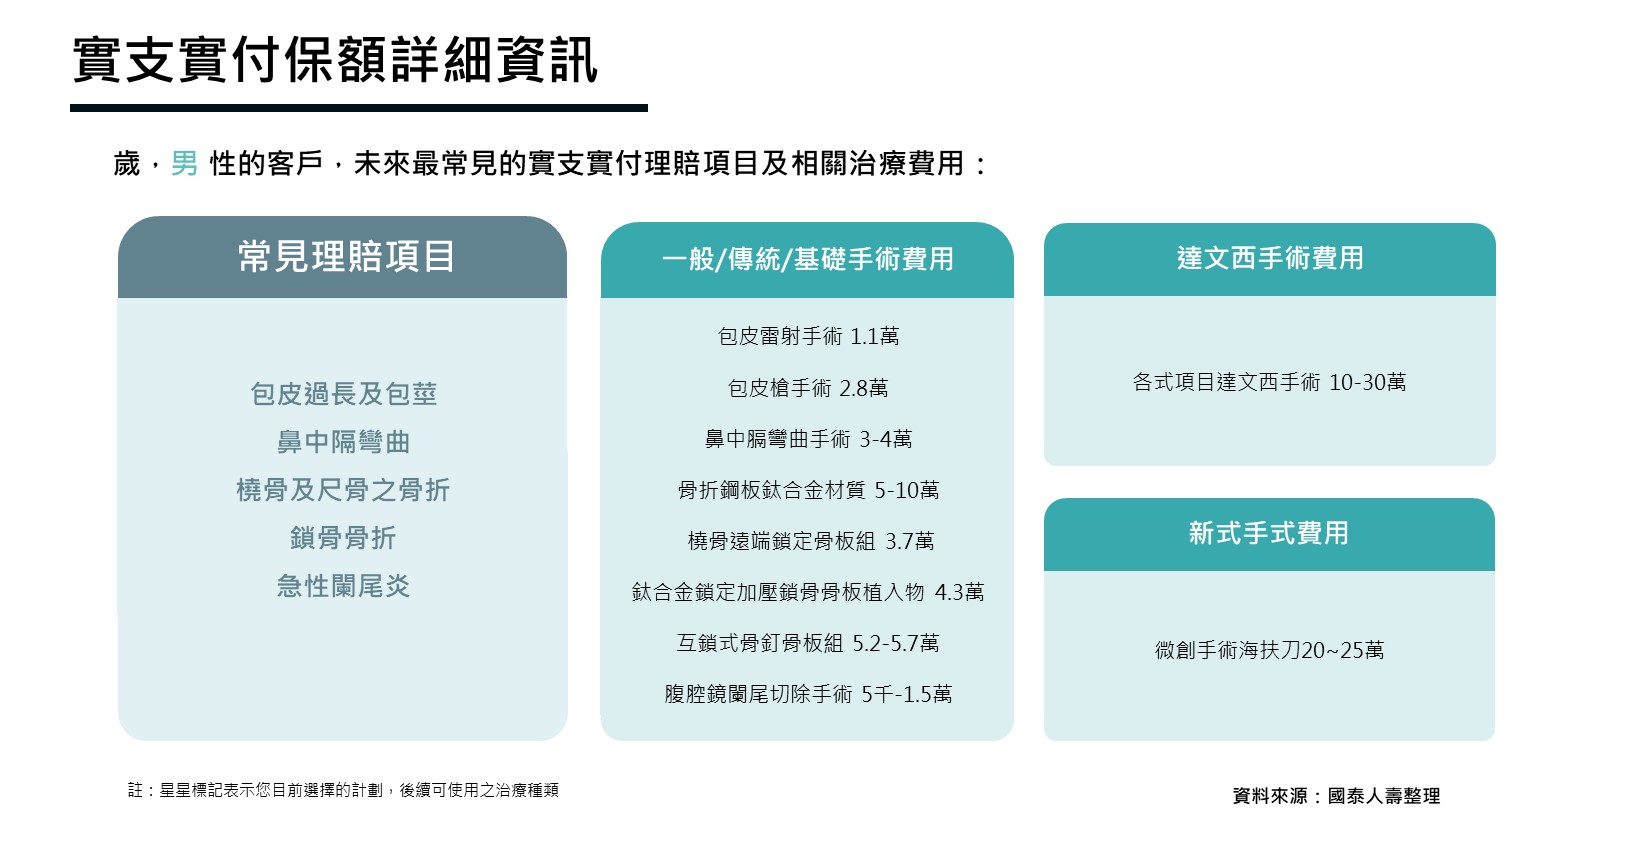 實支實付保額詳細資訊
歲，男 性的客戶，未來最常見的實支實付理賠項目及相關治療費用：
常見理賠項目
包皮過長及包莖
鼻中隔彎曲
橈骨及尺骨之骨折
鎖骨骨折
急性闌尾炎
一般/傳統/基礎手術費用
包皮雷射手術 1.1萬
包皮槍手術 2.8萬
鼻中膈彎曲手術 3-4萬
骨折鋼板鈦合金材質 5-10萬
橈骨遠端鎖定骨板組 3.7萬
鈦合金鎖定加壓鎖骨骨板植入物 4.3萬
互鎖式骨釘骨板組 5.2-5.7萬
腹腔鏡闌尾切除手術 5千-1.5萬
達文西手術費用
各式項目達文西手術 10-30萬
新式手式費用
微創手術海扶刀20~25萬
註：星星標記表示您目前選擇的計劃，後續可使用之治療種類
資料來源：國泰人壽整理